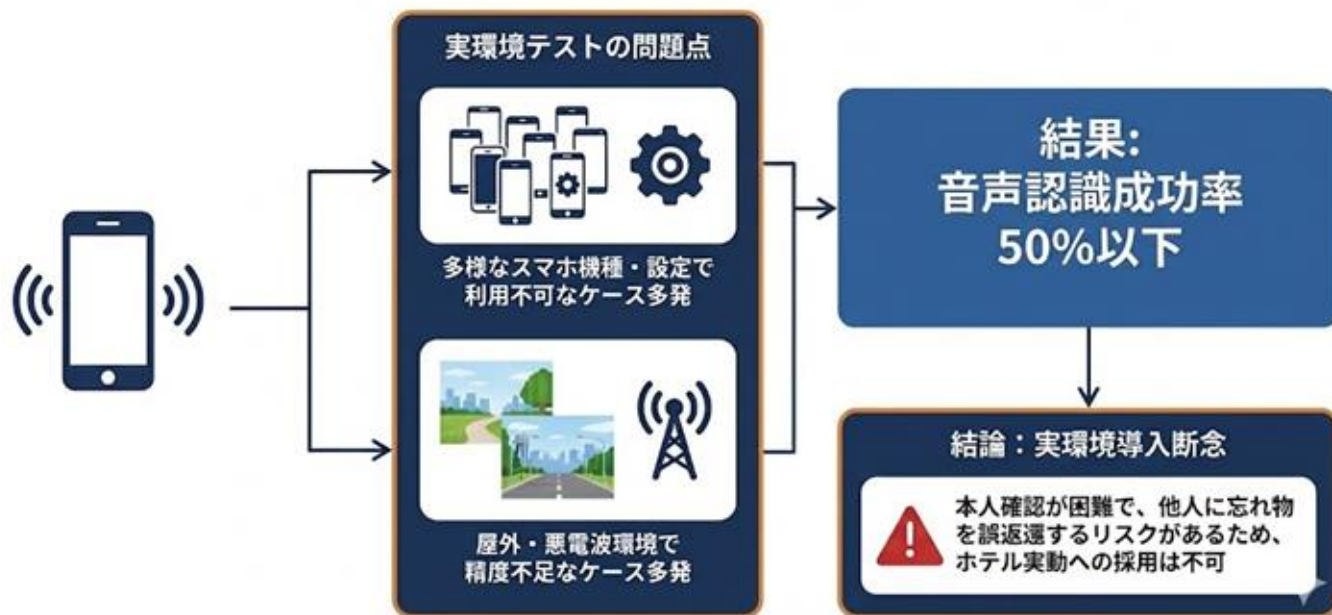 実環境テストの問題点
多様なスマホ機種・設定で
利用不可なケース多発
屋外・悪電波環境で
精度不足なケース多発
結果:
音声認識成功率
50%以下
結論：実環境導入断念
本人確認が困難で、他人に忘れ物
を誤返還するリスクがあるため、
ホテル実動への採用は不可